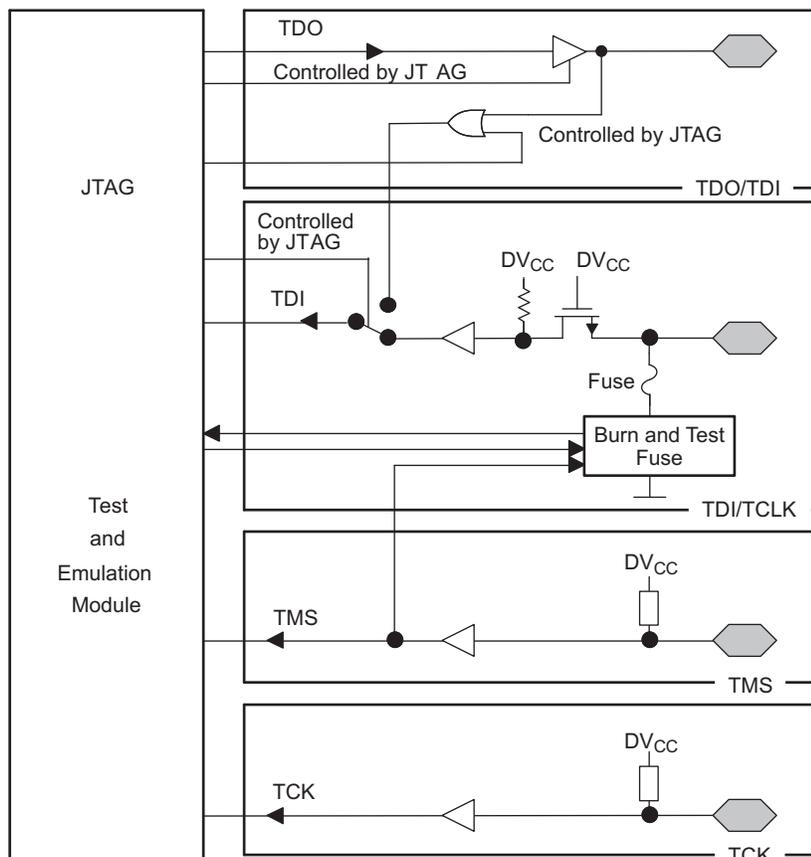 TDO
Controlled by JT AG
Controlled by JTAG
TDO/TDI
JTAG
Controlled
by JTAG
DVCC
DVCC
TDI
Fuse
Burn and Test
Fuse
TDI/TCLK
Test
and
Emulation
Module
DVCC
TMS
TMS
DVCC
TCK
TCK